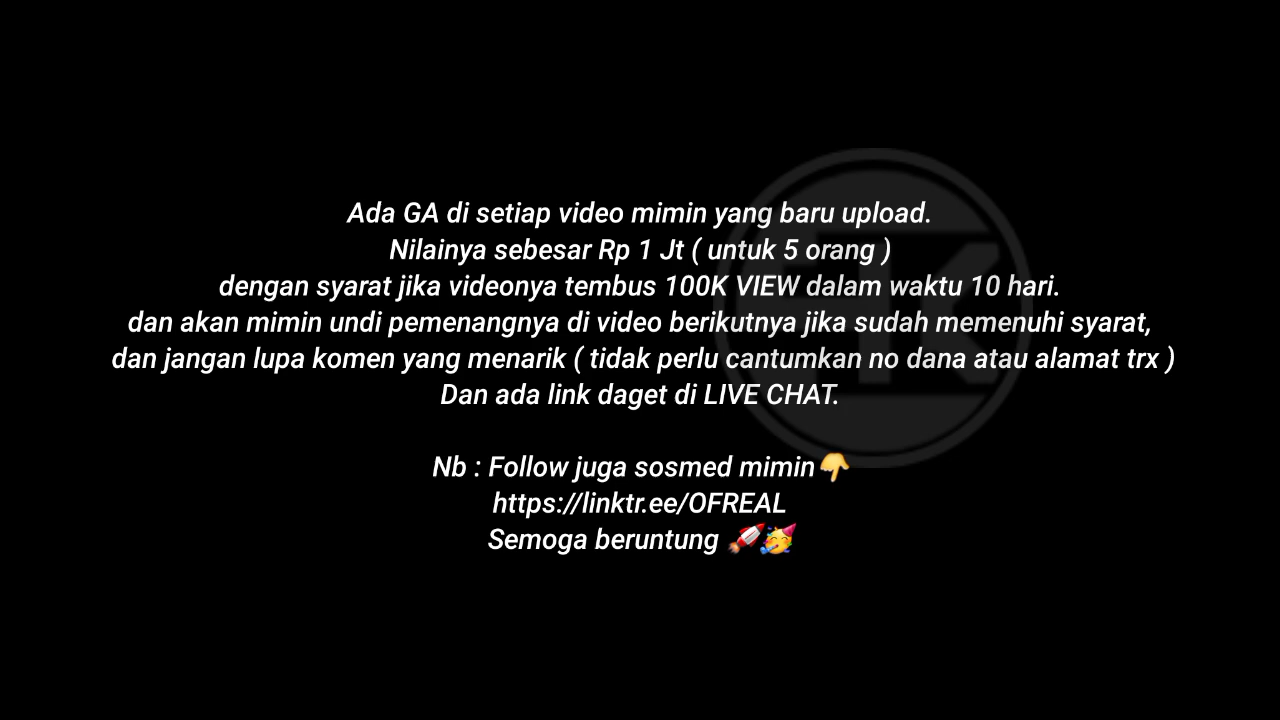 Ada GA di setiap video mimin yang baru upload.
Nilainya sebesar Rp 1 Jt ( untuk 5 orang )
dengan syarat jika videonya tembus 100K VIEW dalam waktu 10 hari.
dan akan mimin undi pemenangnya di video berikutnya jika sudah memenuhi syarat,
dan jangan lupa komen yang menarik ( tidak perlu cantumkan no dana atau alamat trx )
Dan ada link daget di LIVE CHAT.
Nb : Follow juga sosmed mimin👇
https://linktr.ee/OFREAL
Semoga beruntung 🚀🥳